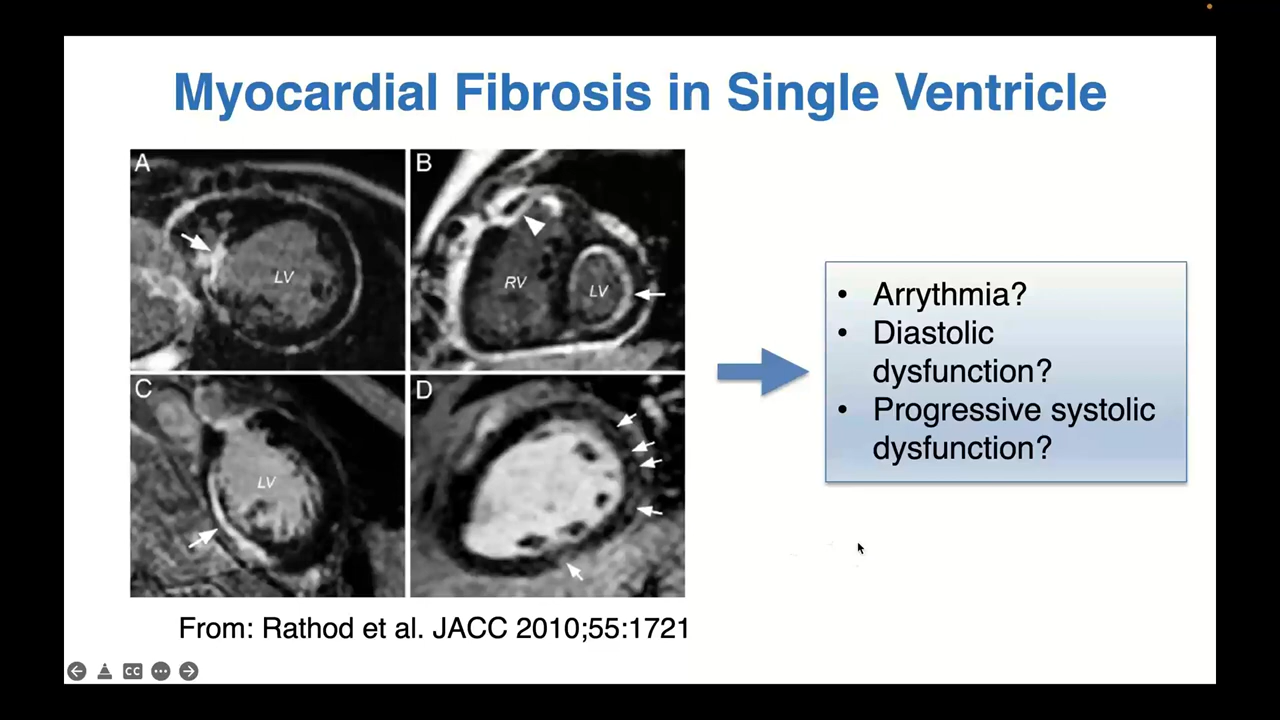 Myocardial Fibrosis in Single Ventricle
A
LV
B
RV
LV
C
LV
D
• Arrythmia?
• Diastolic
dysfunction?
• Progressive systolic
dysfunction?
From: Rathod et al. JACC 2010;55:1721
CC